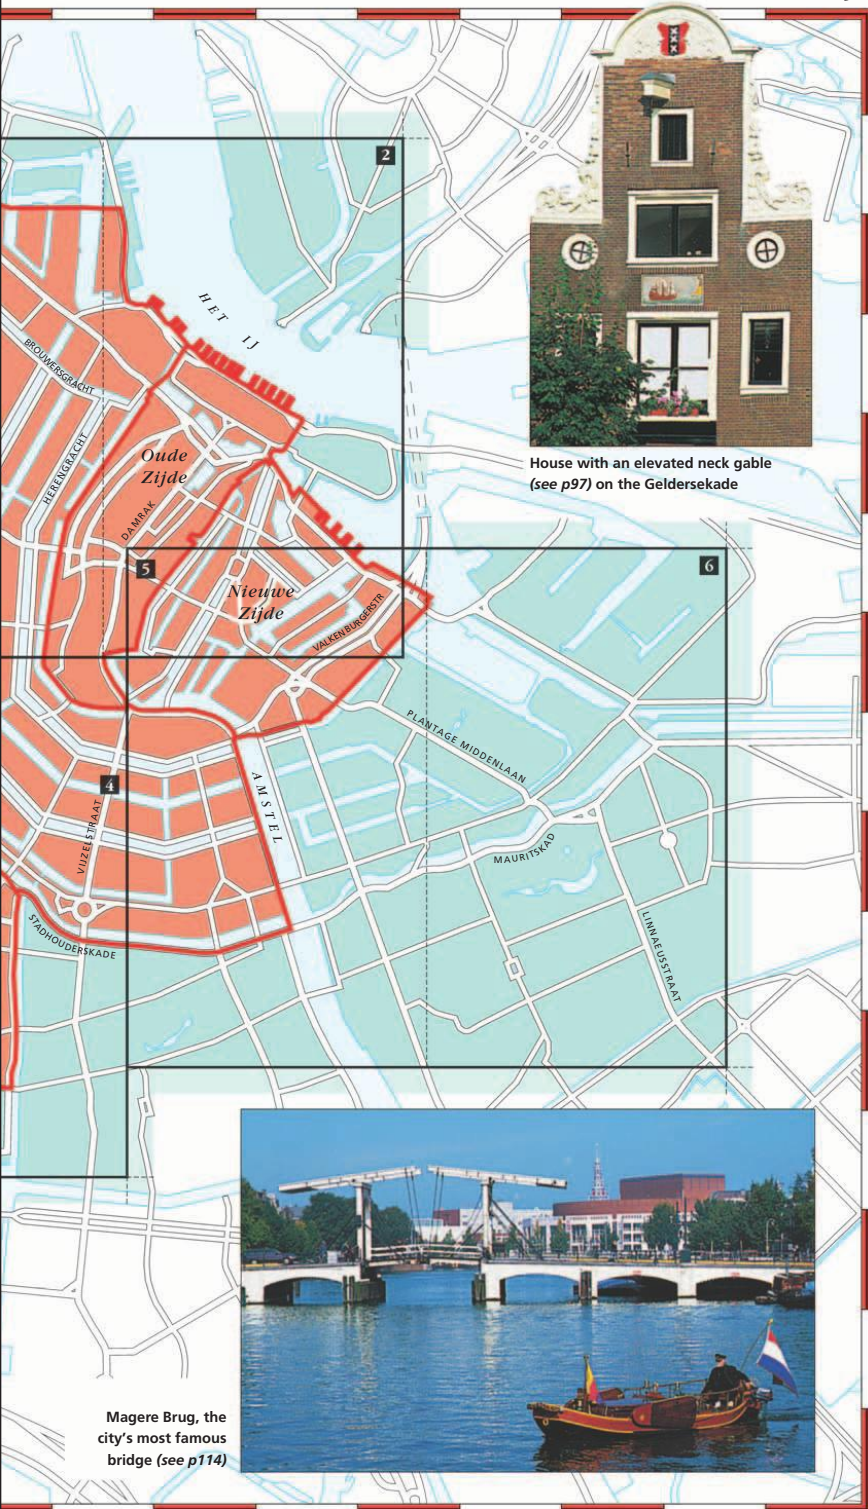 2
HET IJ
BROUWERSGRACHT
HERENGRACHT
Oude
Zijde
DAMRAK
House with an elevated neck gable
(see p97) on the Geldersekade
5
6
Nieuwe
Zijde
VALKENBURGERSTR
PLANTAGE MIDDENLAAN
4
AMSTEL
VIJZELSTRAAT
MAURITSKAD
STADHOUDERSKADE
LINNAEUSSTRAAT
Magere Brug, the
city's most famous
bridge (see p114)